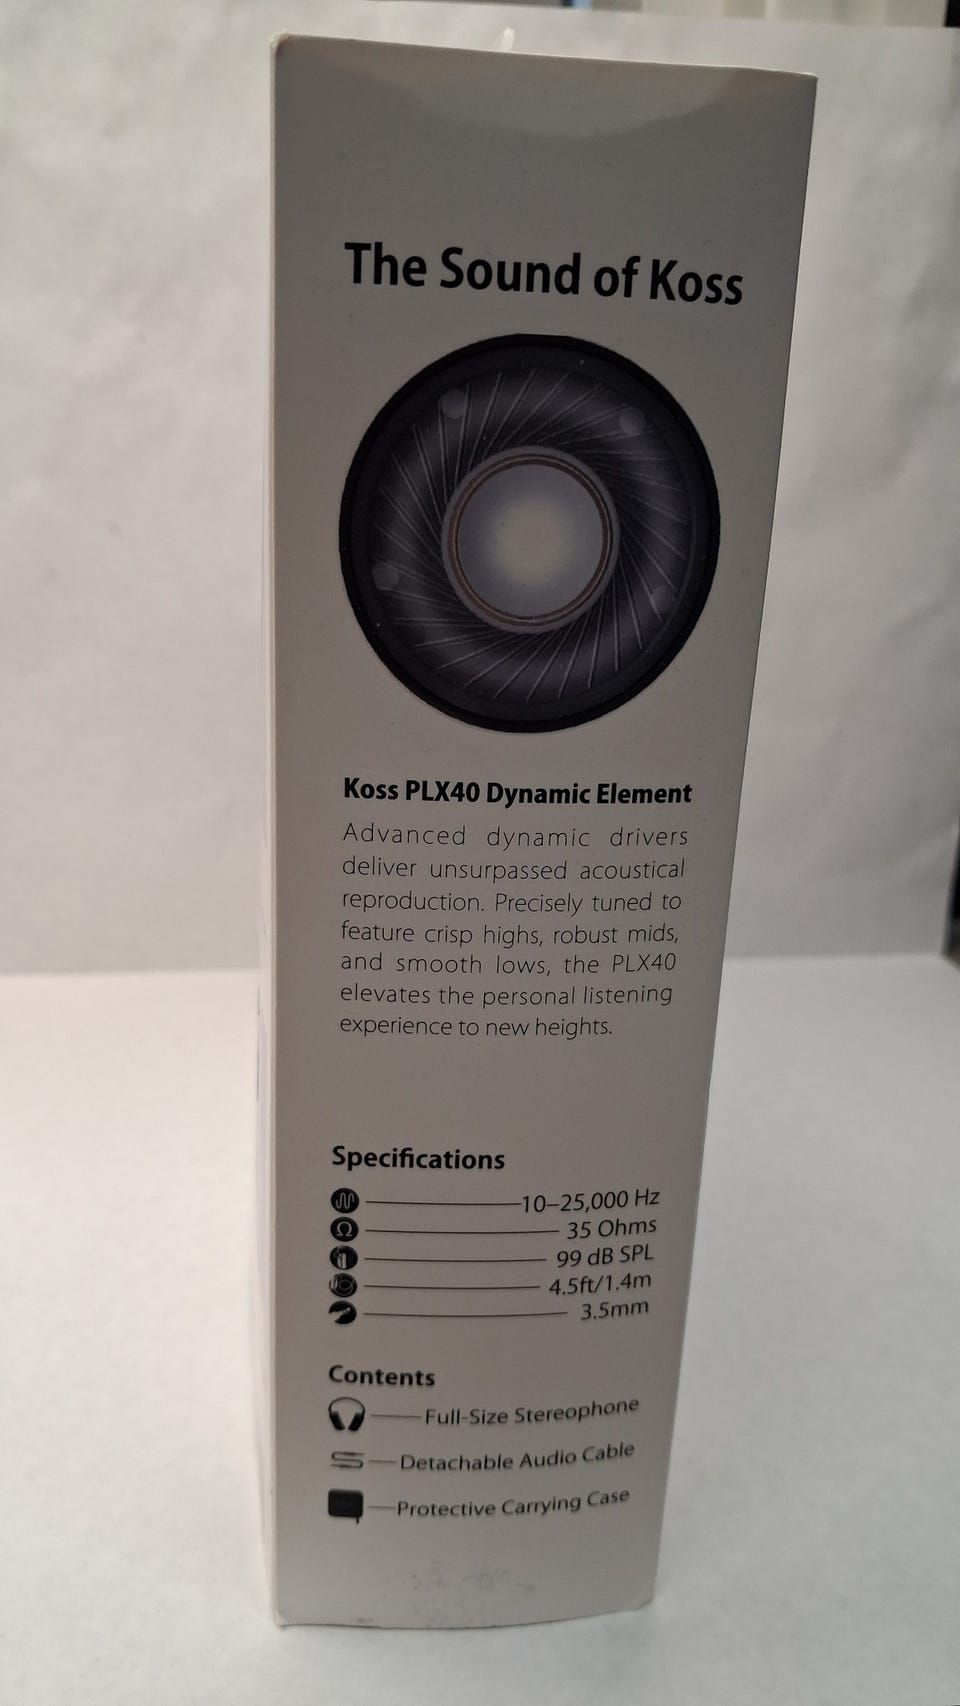 The Sound of Koss
Koss PLX40 Dynamic Element
Advanced dynamic drivers
deliver unsurpassed acoustical
reproduction. Precisely tuned to
feature crisp highs, robust mids,
and smooth lows, the PLX40
elevates the personal listening
experience to new heights.
Specifications
10–25,000 Hz
Ω 35 Ohms
99 dB SPL
4.5ft/1.4m
3.5mm
Contents
Full-Size Stereophone
Detachable Audio Cable
Protective Carrying Case